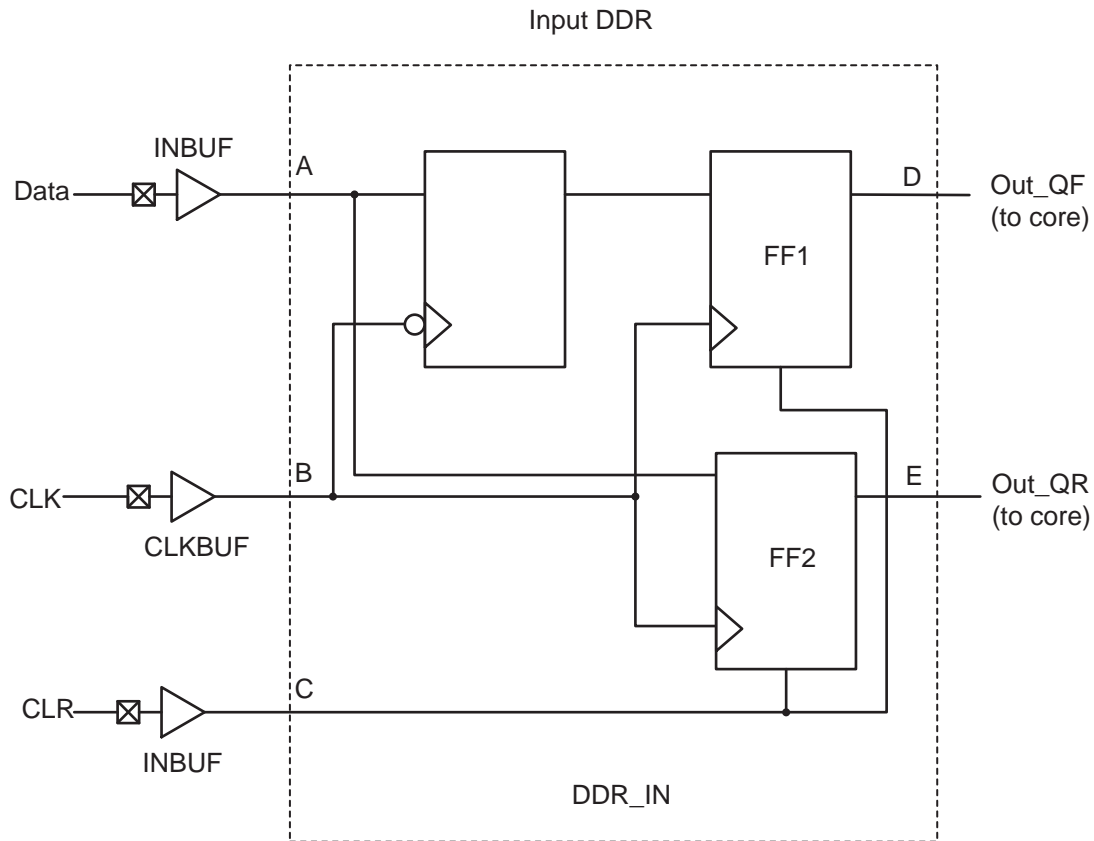 Input DDR
INBUF
A
Data
D
Out_QF
(to core)
FF1
B
CLK
CLKBUF
E
Out_QR
(to core)
FF2
C
CLR
INBUF
DDR_IN